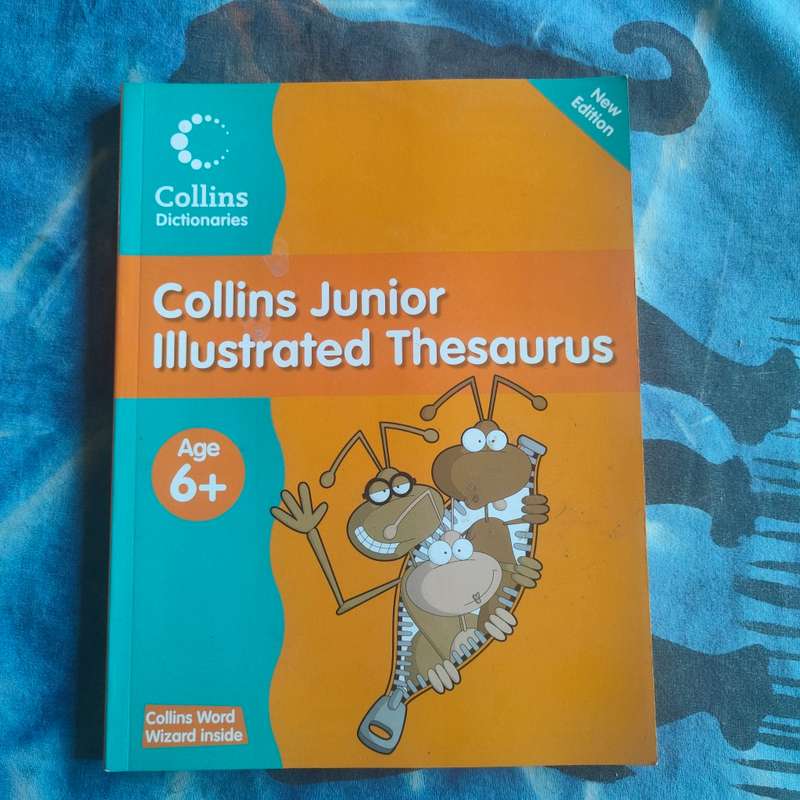 New
Edition
Collins
Dictionaries
Collins Junior
Illustrated Thesaurus
Age
6+
Collins Word
Wizard inside